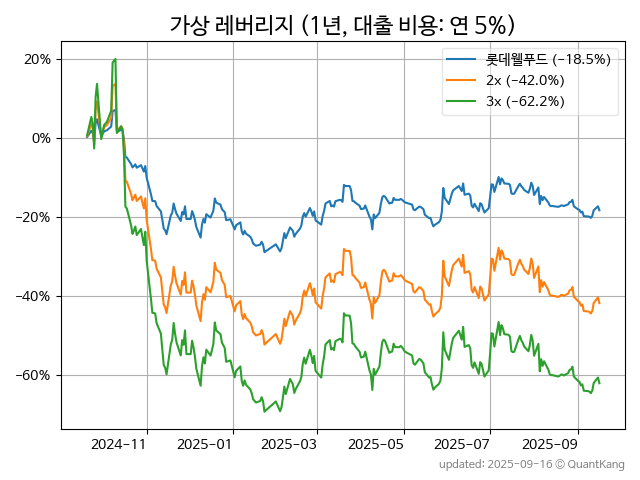 가상 레버리지 (1년, 대출 비용: 연 5%)
롯데웰푸드 (−18.5%)
2x (−42.0%)
3x (−62.2%)
20%
0%
−20%
−40%
−60%
2024−11 2025−01 2025−03 2025−05 2025−07 2025−09
updated: 2025-09-16 © QuantKang